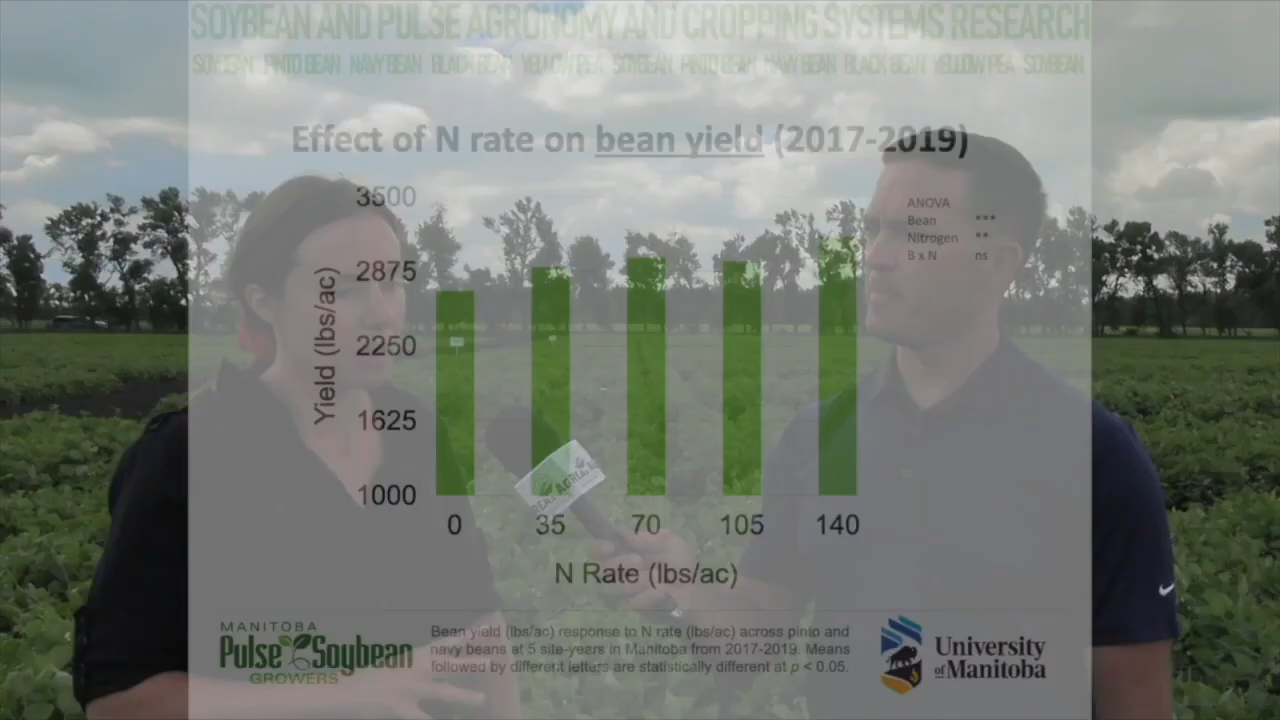 SOYBEAN AND PULSE AGRONOMY AND CROPPING SYSTEMS RESEARCH
SOYBEAN PINTO BEAN NAVY BEAN BLACK BEAN YELLOW PEA SOYBEAN PINTO BEAN NAVY BEAN BLACK BEAN YELLOW PEA SOYBEAN
Effect of N rate on bean yield (2017-2019)
ANOVA
Bean ***
Nitrogen **
B x N ns
Yield (lbs/ac)
3500
2875
2250
1625
1000
0 35 70 105 140
N Rate (lbs/ac)
MANITOBA
Pulse Soybean
GROWERS
Bean yield (lbs/ac) response to N rate (lbs/ac) across pinto and
navy beans at 5 site-years in Manitoba from 2017-2019. Means
followed by different letters are statistically different at p < 0.05.
University
of Manitoba